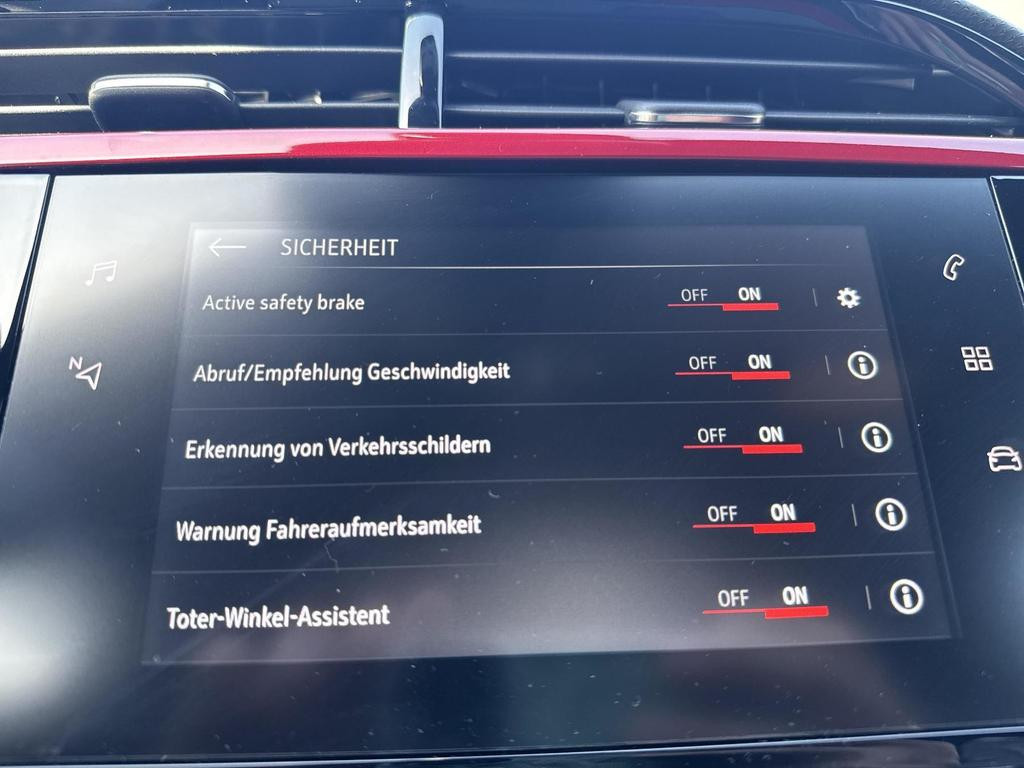 SICHERHEIT
Active safety brake OFF ON
Abruf/Empfehlung Geschwindigkeit OFF ON
N
Erkennung von Verkehrsschildern OFF ON
Warnung Fahreraufmerksamkeit OFF ON
Toter-Winkel-Assistent OFF ON